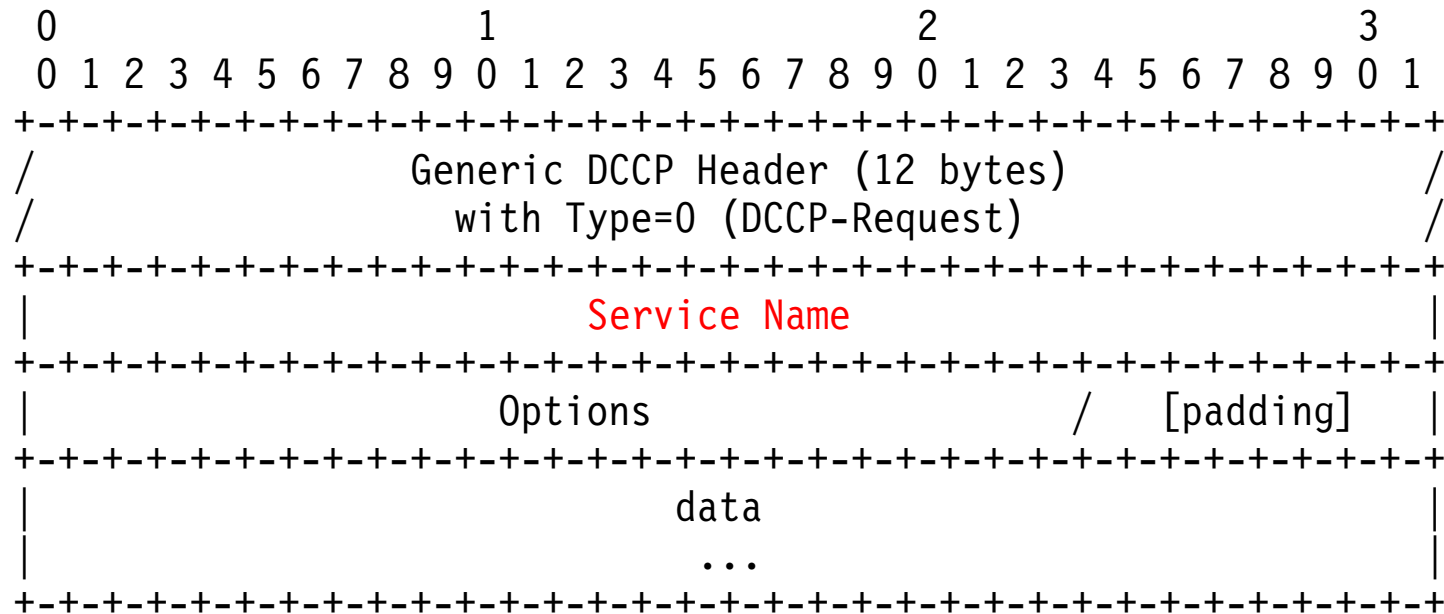 0                   1                   2                   3
 0 1 2 3 4 5 6 7 8 9 0 1 2 3 4 5 6 7 8 9 0 1 2 3 4 5 6 7 8 9 0 1
+-+-+-+-+-+-+-+-+-+-+-+-+-+-+-+-+-+-+-+-+-+-+-+-+-+-+-+-+-+-+-+-+
/                 Generic DCCP Header (12 bytes)                /
/                   with Type=0 (DCCP-Request)                  /
+-+-+-+-+-+-+-+-+-+-+-+-+-+-+-+-+-+-+-+-+-+-+-+-+-+-+-+-+-+-+-+-+
|                         Service Name                          |
+-+-+-+-+-+-+-+-+-+-+-+-+-+-+-+-+-+-+-+-+-+-+-+-+-+-+-+-+-+-+-+-+
|                     Options                   /   [padding]   |
+-+-+-+-+-+-+-+-+-+-+-+-+-+-+-+-+-+-+-+-+-+-+-+-+-+-+-+-+-+-+-+-+
|                             data                              |
|                              ...                              |
+-+-+-+-+-+-+-+-+-+-+-+-+-+-+-+-+-+-+-+-+-+-+-+-+-+-+-+-+-+-+-+-+